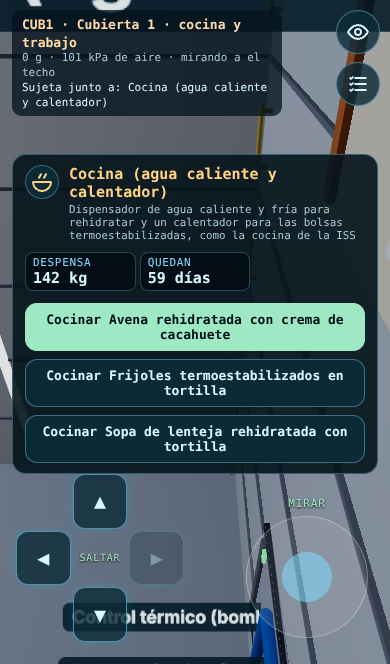 CUB1 · Cubierta 1 · cocina y
trabajo
0 g · 101 kPa de aire · mirando al
techo
Sujeta junto a: Cocina (agua caliente
y calentador)
Cocina (agua caliente y
calentador)
Dispensador de agua caliente y fría para
rehidratar y un calentador para las bolsas
termoestabilizadas, como la cocina de la ISS
DESPENSA
142 kg
QUEDAN
59 días
Cocinar Avena rehidratada con crema de
cacahuete
Cocinar Frijoles termoestabilizados en
tortilla
Cocinar Sopa de lenteja rehidratada con
tortilla
MIRAR
SALTAR
térmico